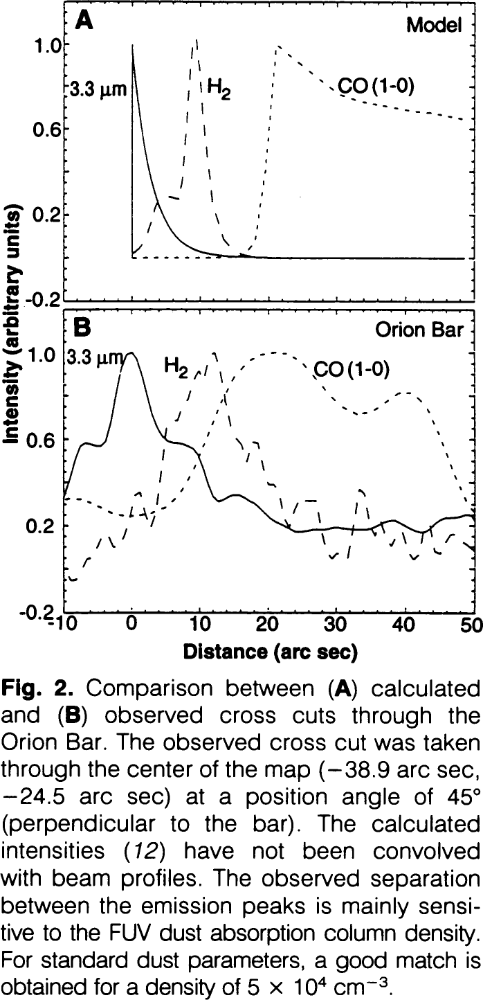 A
Model
1.0
3.3 μm
H₂
CO (1-0)
0.6
0.2
-0.2
Intensity (arbitrary units)
B
Orion Bar
1.0
3.3 μm
H₂
CO (1-0)
0.6
0.2
-0.2
-10 0 10 20 30 40 50
Distance (arc sec)
Fig. 2. Comparison between (A) calculated
and (B) observed cross cuts through the
Orion Bar. The observed cross cut was taken
through the center of the map (−38.9 arc sec,
−24.5 arc sec) at a position angle of 45°
(perpendicular to the bar). The calculated
intensities (12) have not been convolved
with beam profiles. The observed separation
between the emission peaks is mainly sensi-
tive to the FUV dust absorption column density.
For standard dust parameters, a good match is
obtained for a density of 5 × 10⁴ cm⁻³.